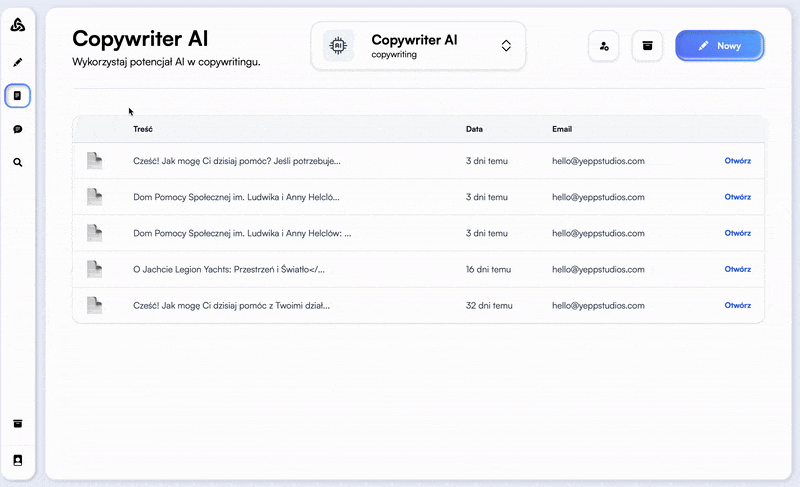 Copywriter AI
Wykorzystaj potencjał AI w copywritingu.
AI
Copywriter AI
copywriting
Nowy
Treść Data Email
Cześć! Jak mogę Ci dzisiaj pomóc? Jeśli potrzebuje... 3 dni temu hello@yeppstudios.com Otwórz
Dom Pomocy Społecznej im. Ludwika i Anny Helcló... 3 dni temu hello@yeppstudios.com Otwórz
Dom Pomocy Społecznej im. Ludwika i Anny Helclów: ... 3 dni temu hello@yeppstudios.com Otwórz
O Jachcie Legion Yachts: Przestrzeń i Światło</... 16 dni temu hello@yeppstudios.com Otwórz
Cześć! Jak mogę Ci dzisiaj pomóc z Twoimi dział... 32 dni temu hello@yeppstudios.com Otwórz